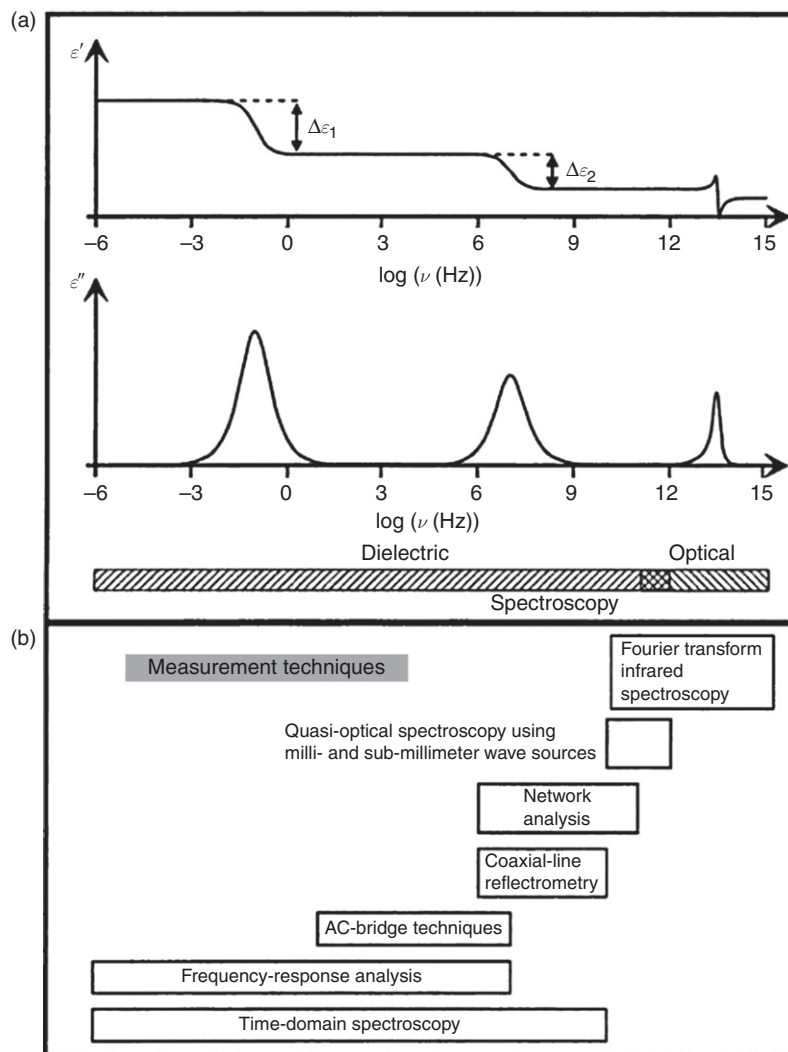 (a)
ε′
Δε₁
Δε₂
−6 −3 0 3 6 9 12 15
log (ν (Hz))
ε″
−6 −3 0 3 6 9 12 15
log (ν (Hz))
Dielectric Optical
Spectroscopy
(b)
Measurement techniques
Fourier transform
infrared
spectroscopy
Quasi-optical spectroscopy using
milli- and sub-millimeter wave sources
Network
analysis
Coaxial-line
reflectrometry
AC-bridge techniques
Frequency-response analysis
Time-domain spectroscopy